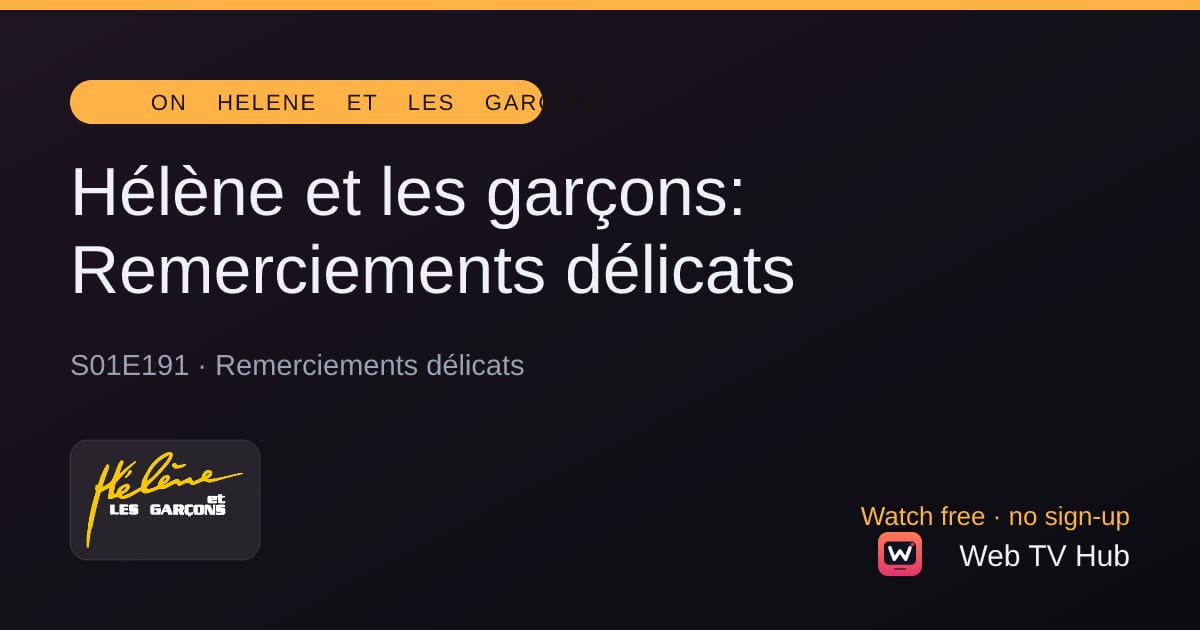 ON HELENE ET LES GARÇONS
Hélène et les garçons:
Remerciements délicats
S01E191 · Remerciements délicats
Hélène
et
LES GARÇONS
Watch free · no sign-up
W
Web TV Hub